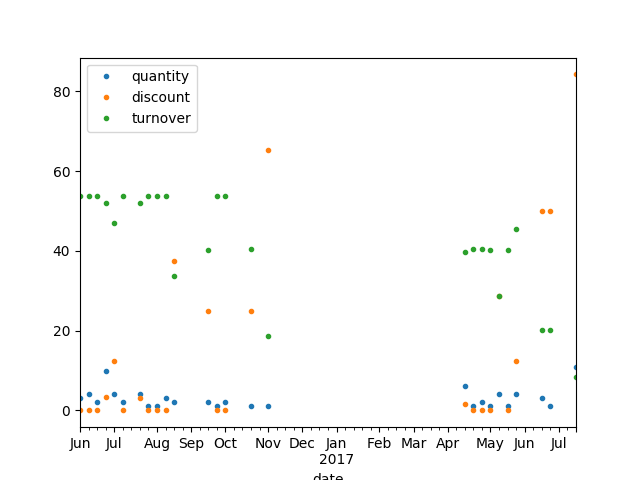 quantity
discount
turnover
80
60
40
20
0
Jun Jul Aug Sep Oct Nov Dec Jan Feb Mar Apr May Jun Jul
2017
date